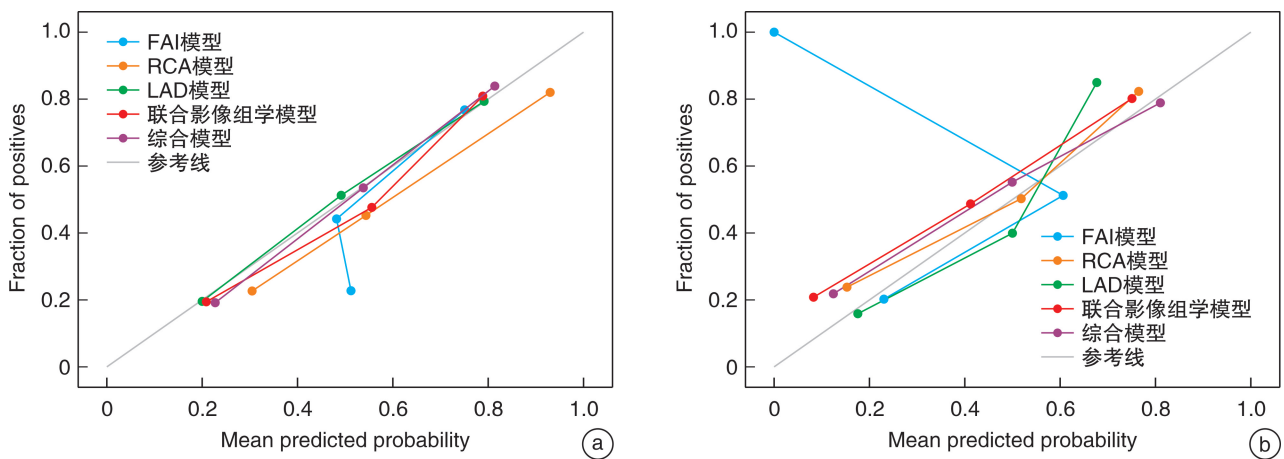 1.0
0.8
0.6
0.4
0.2
0
Fraction of positives
FAI模型
RCA模型
LAD模型
联合影像组学模型
综合模型
参考线
0 0.2 0.4 0.6 0.8 1.0
Mean predicted probability
a
1.0
0.8
0.6
0.4
0.2
0
Fraction of positives
FAI模型
RCA模型
LAD模型
联合影像组学模型
综合模型
参考线
0 0.2 0.4 0.6 0.8 1.0
Mean predicted probability
b